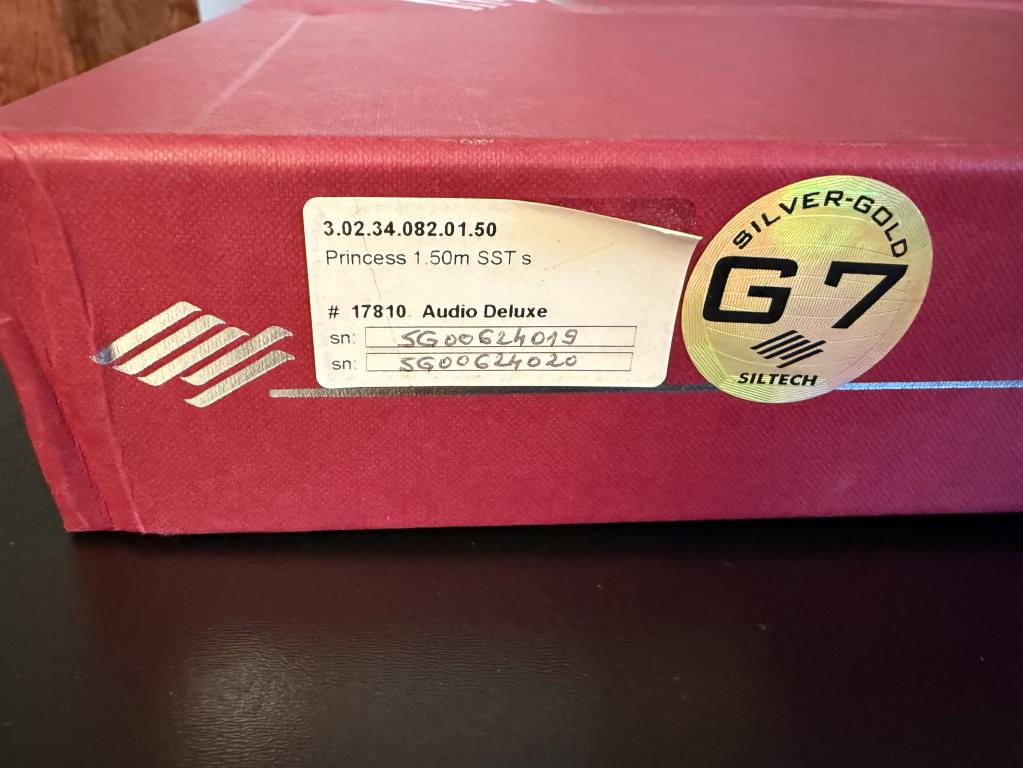 3.02.34.082.01.50
Princess 1.50m SST s
# 17810 Audio Deluxe
sn: SG00624019
sn: SG00624020
SILVER-GOLD
G7
SILTECH